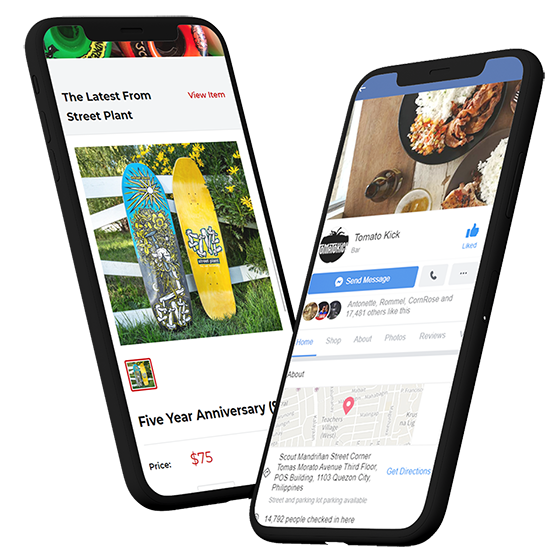 The Latest From
Street Plant
View Item
street plant
Five Year Anniversary (
Price:
$75
Tomato Kick
Bar
Liked
Send Message
Antonette, Rommel, CornRose and
17,481 others like this
Home
Shop
About
Photos
Reviews
About
Teachers
Village
(West)
Scout Mandriñan Street Corner
Tomas Morato Avenue Third Floor,
POS Building, 1103 Quezon City,
Philippines
Get Directions
Street and parking lot parking available
14,792 people checked in here